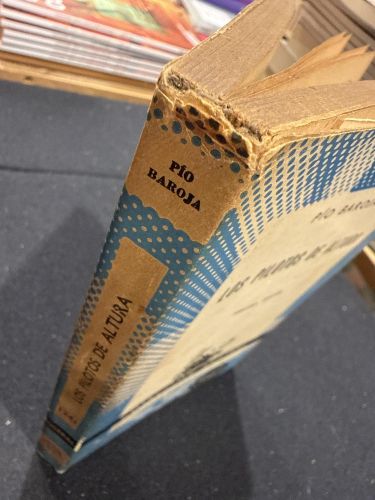 PÍO
BAROJA
LOS PILOTOS DE ALTURA
PÍO BAROJA
LOS PILOTOS DE ALTURA